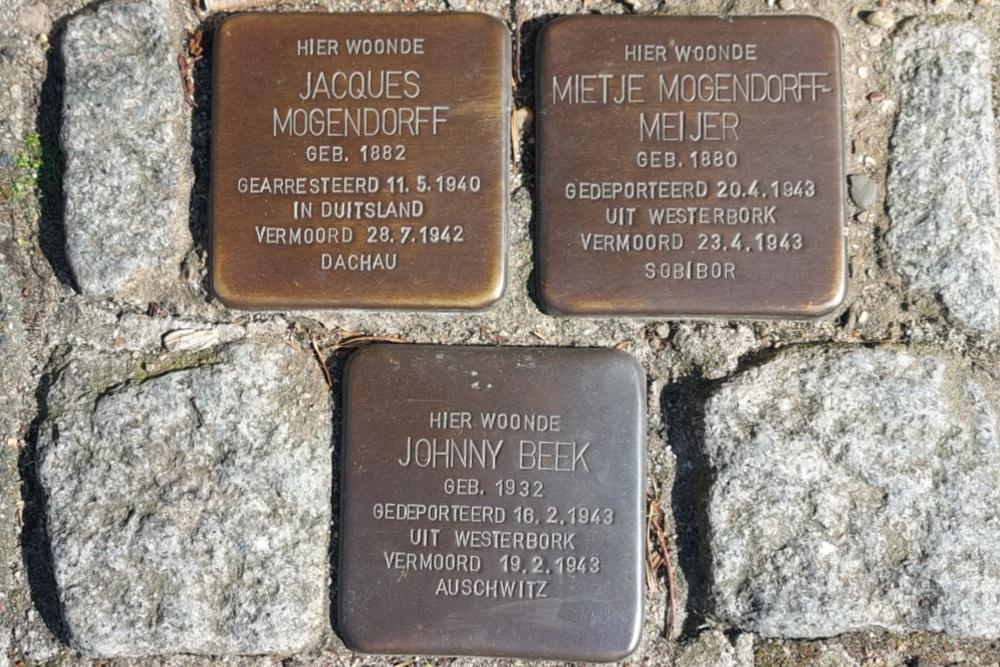 HIER WOONDE
JACQUES
MOGENDORFF
GEB. 1882
GEARRESTEERD 11.5.1940
IN DUITSLAND
VERMOORD 28.7.1942
DACHAU
HIER WOONDE
MIETJE MOGENDORFF-
MEIJER
GEB. 1880
GEDEPORTEERD 20.4.1943
UIT WESTERBORK
VERMOORD 23.4.1943
SOBIBOR
HIER WOONDE
JOHNNY BEEK
GEB. 1932
GEDEPORTEERD 16.2.1943
UIT WESTERBORK
VERMOORD 19.2.1943
AUSCHWITZ